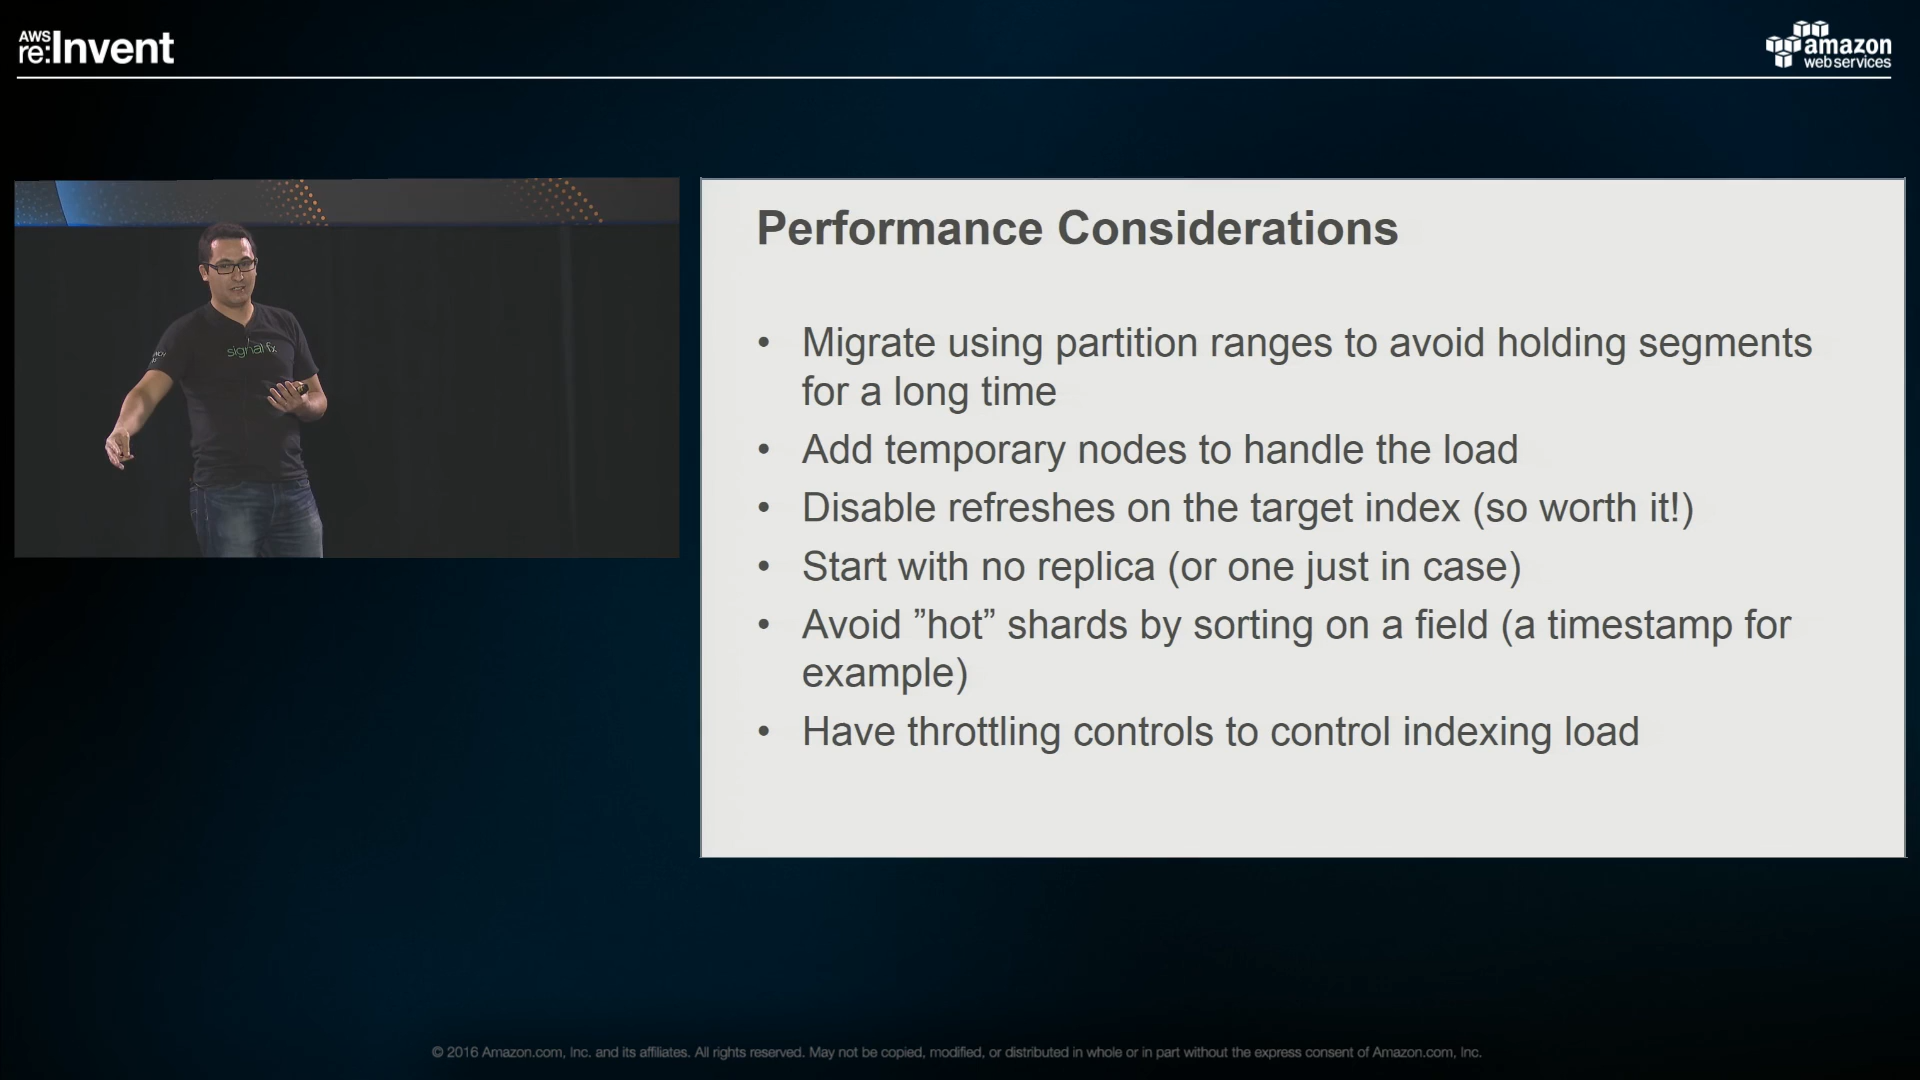 AWS
re:Invent
amazon
web services
signal fx
Performance Considerations
• Migrate using partition ranges to avoid holding segments
for a long time
• Add temporary nodes to handle the load
• Disable refreshes on the target index (so worth it!)
• Start with no replica (or one just in case)
• Avoid ”hot” shards by sorting on a field (a timestamp for
example)
• Have throttling controls to control indexing load
© 2016 Amazon.com, Inc. and its affiliates. All rights reserved. May not be copied, modified, or distributed in whole or in part without the express consent of Amazon.com, Inc.